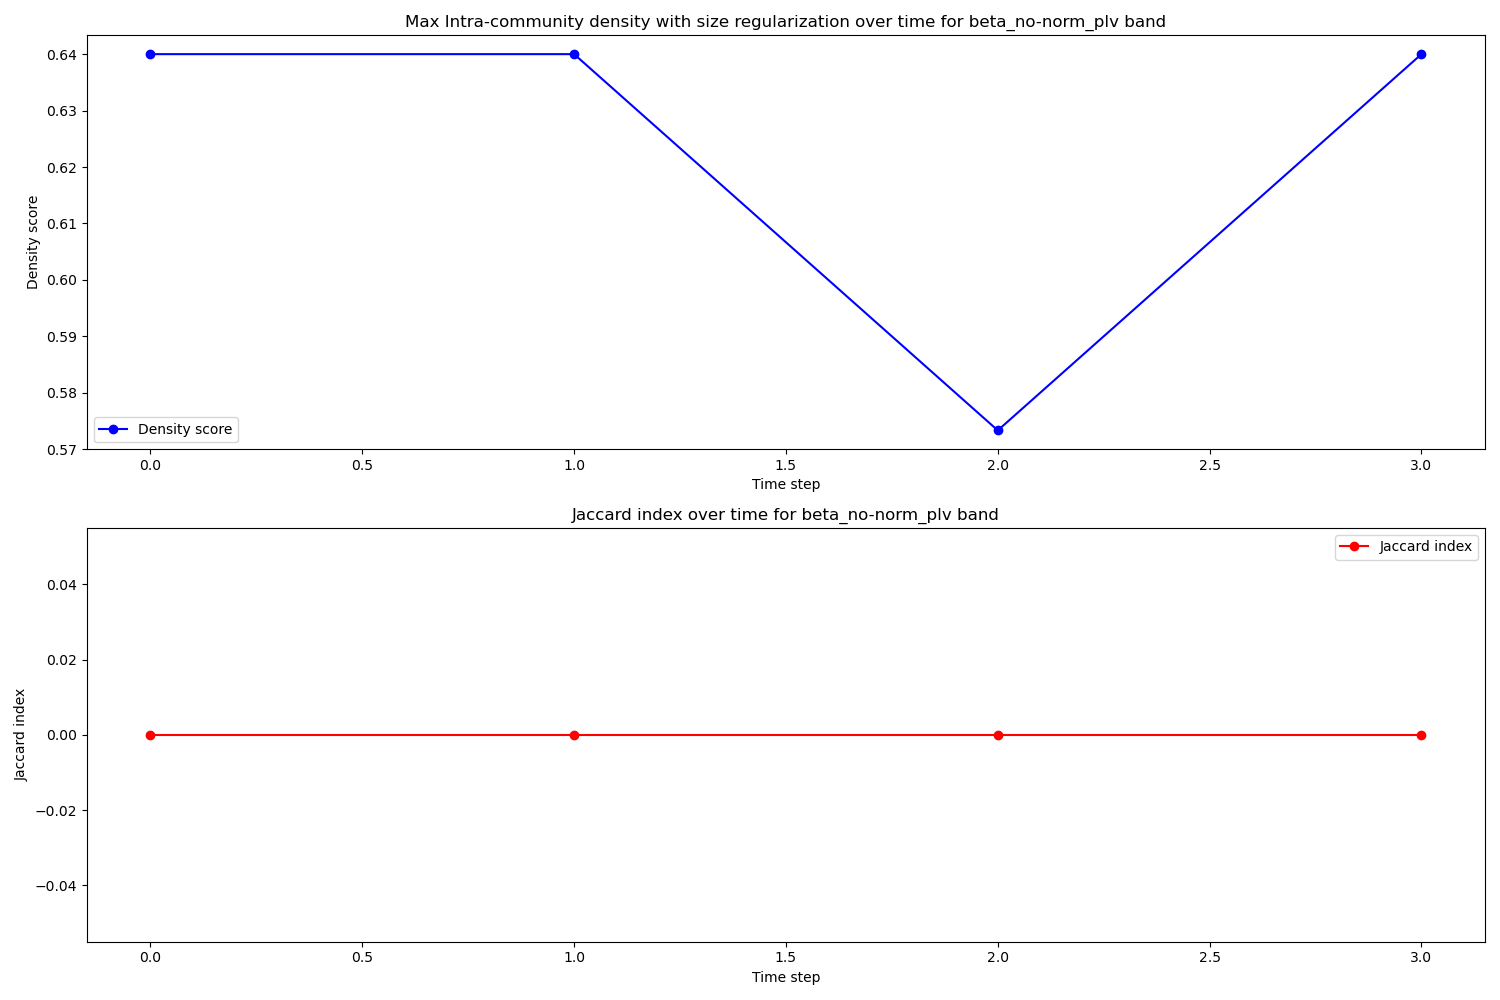 Max Intra-community density with size regularization over time for beta_no-norm_plv band
0.64
0.63
0.62
0.61
0.60
0.59
0.58
0.57
Density score
Density score
0.0 0.5 1.0 1.5 2.0 2.5 3.0
Time step
Jaccard index over time for beta_no-norm_plv band
Jaccard index
0.04
0.02
0.00
−0.02
−0.04
Jaccard index
0.0 0.5 1.0 1.5 2.0 2.5 3.0
Time step